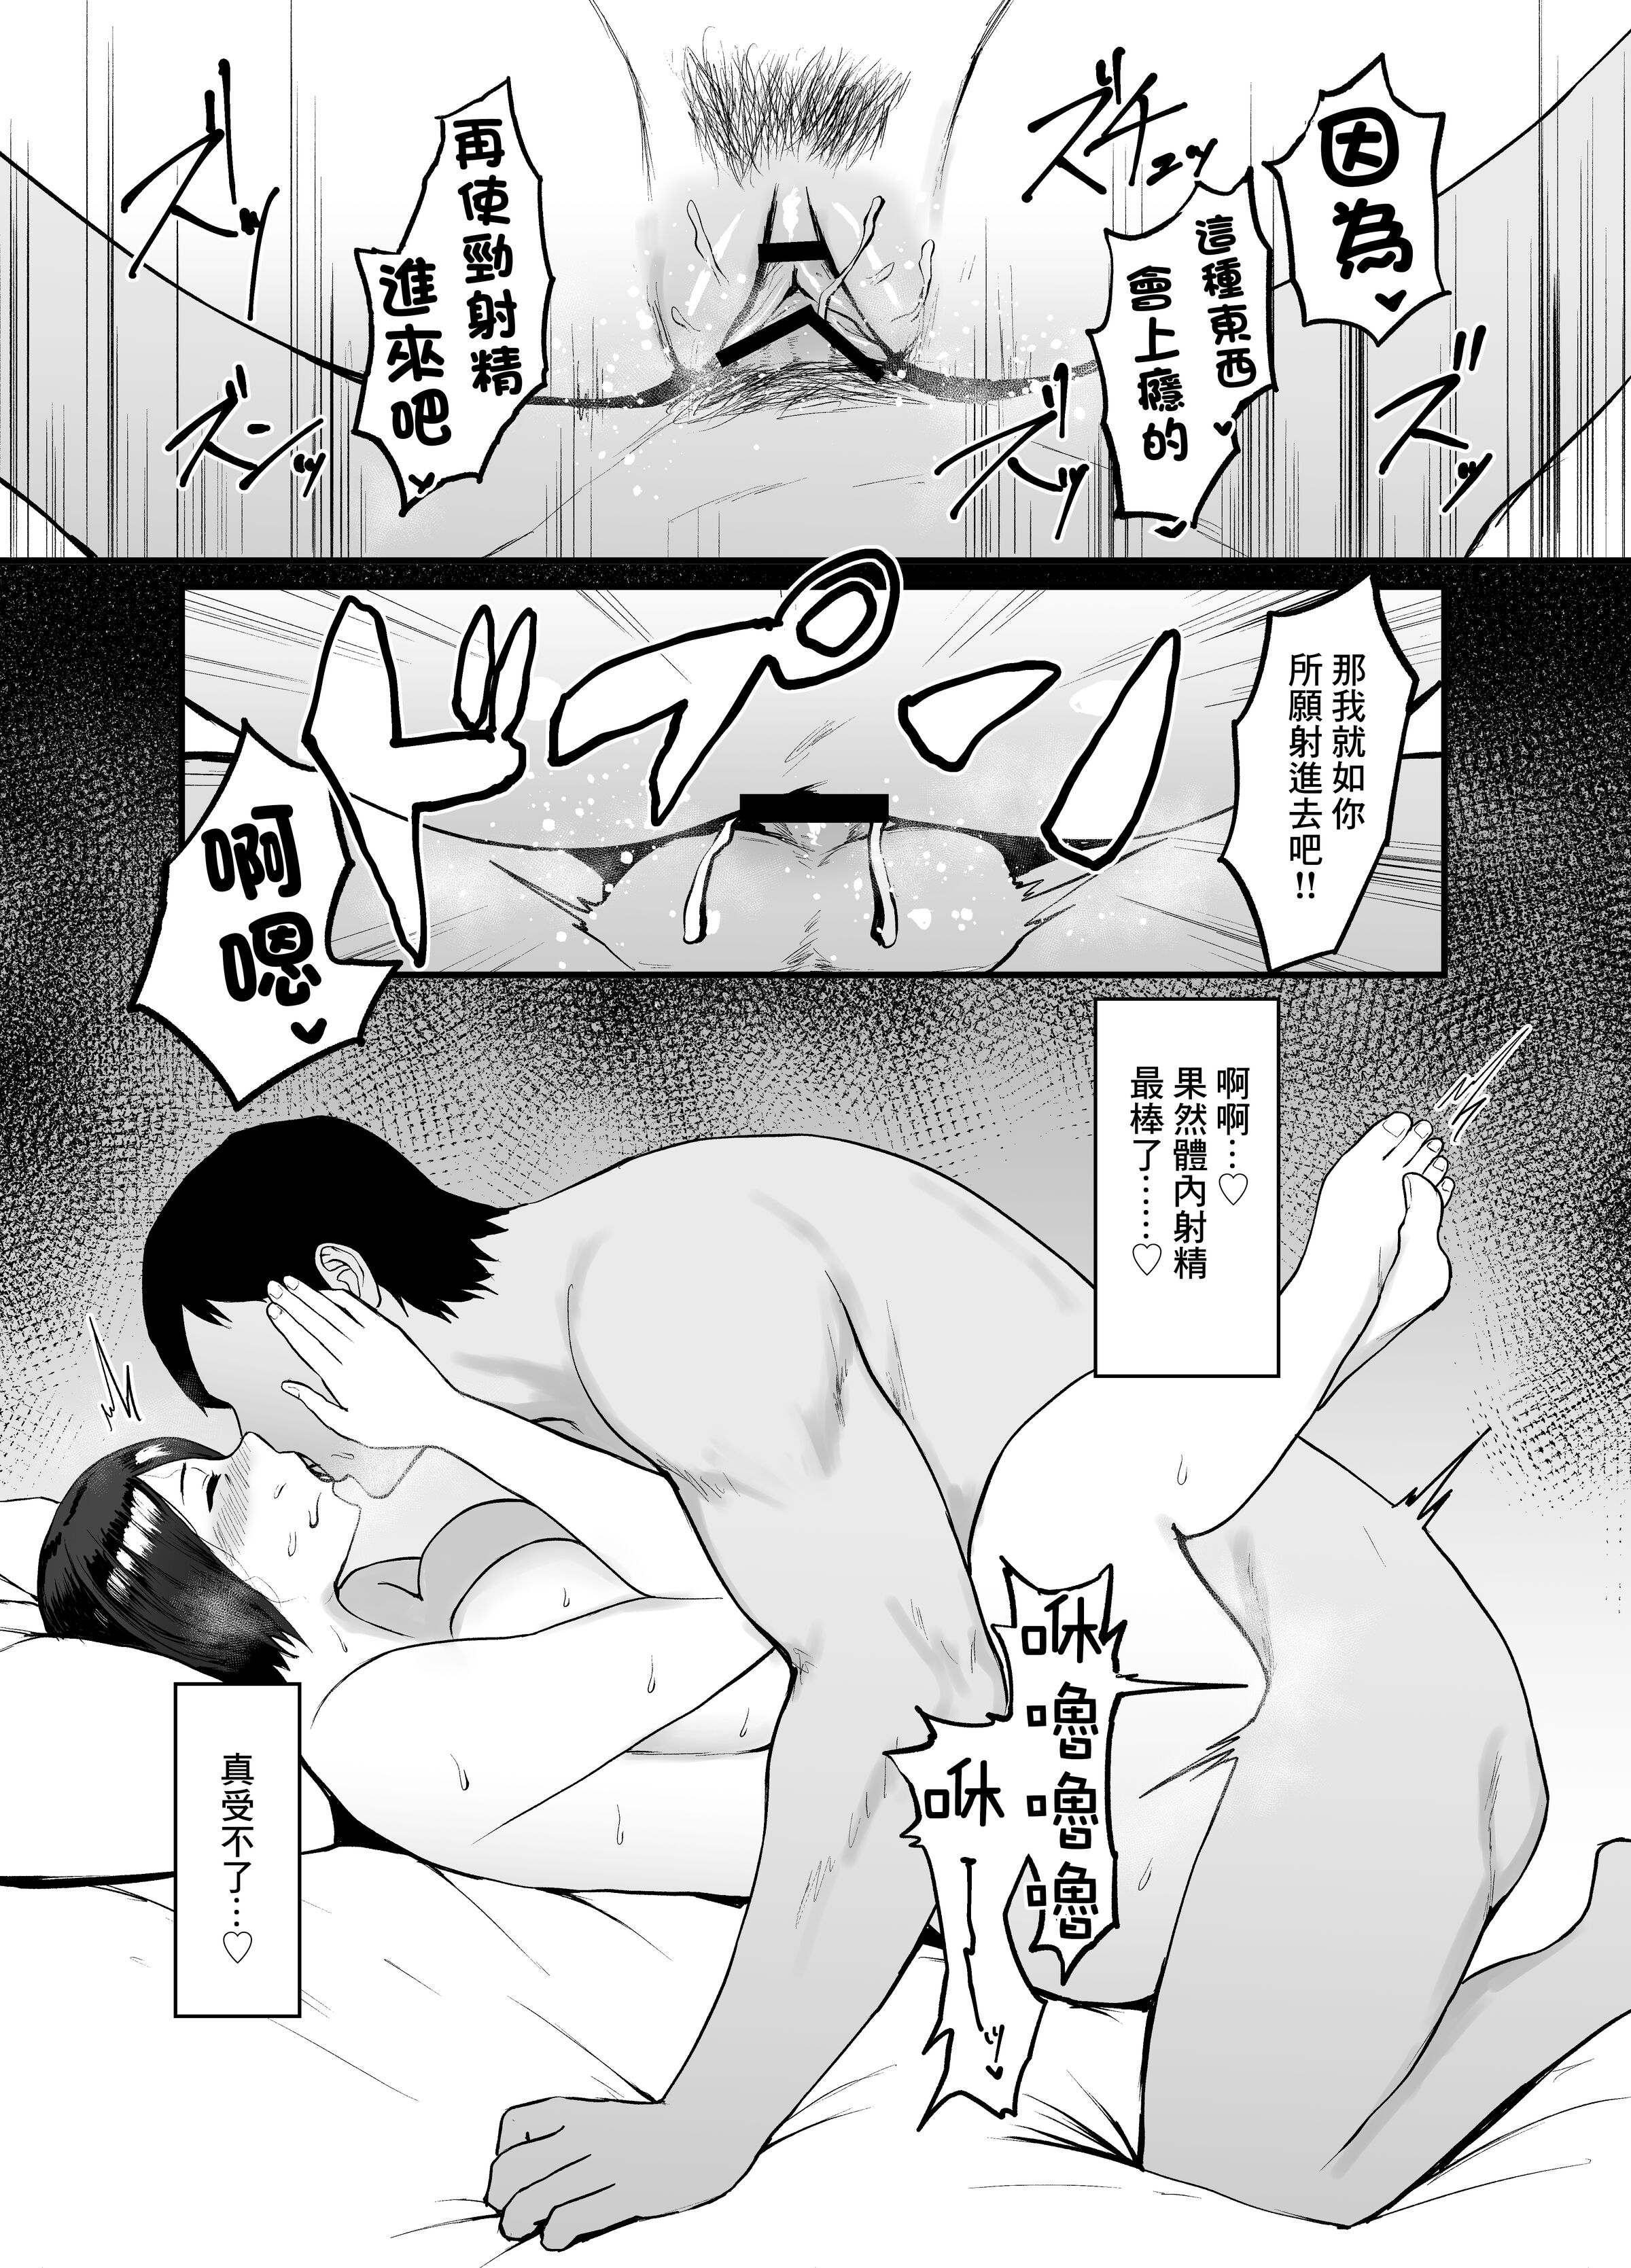 因為♥
ズチュッ
這種東西♥
會上癮的♥
ズッ
ズッ!!
再使勁射精
進來吧♥
ズッ
ズンッ
那我就如你
所願射進去吧!!
ドプンッ
啊嗯♥
啊啊…♡
果然體內射精
最棒了……♡
咻嚕嚕嚕
咻——ッ♥
真受不了…♡